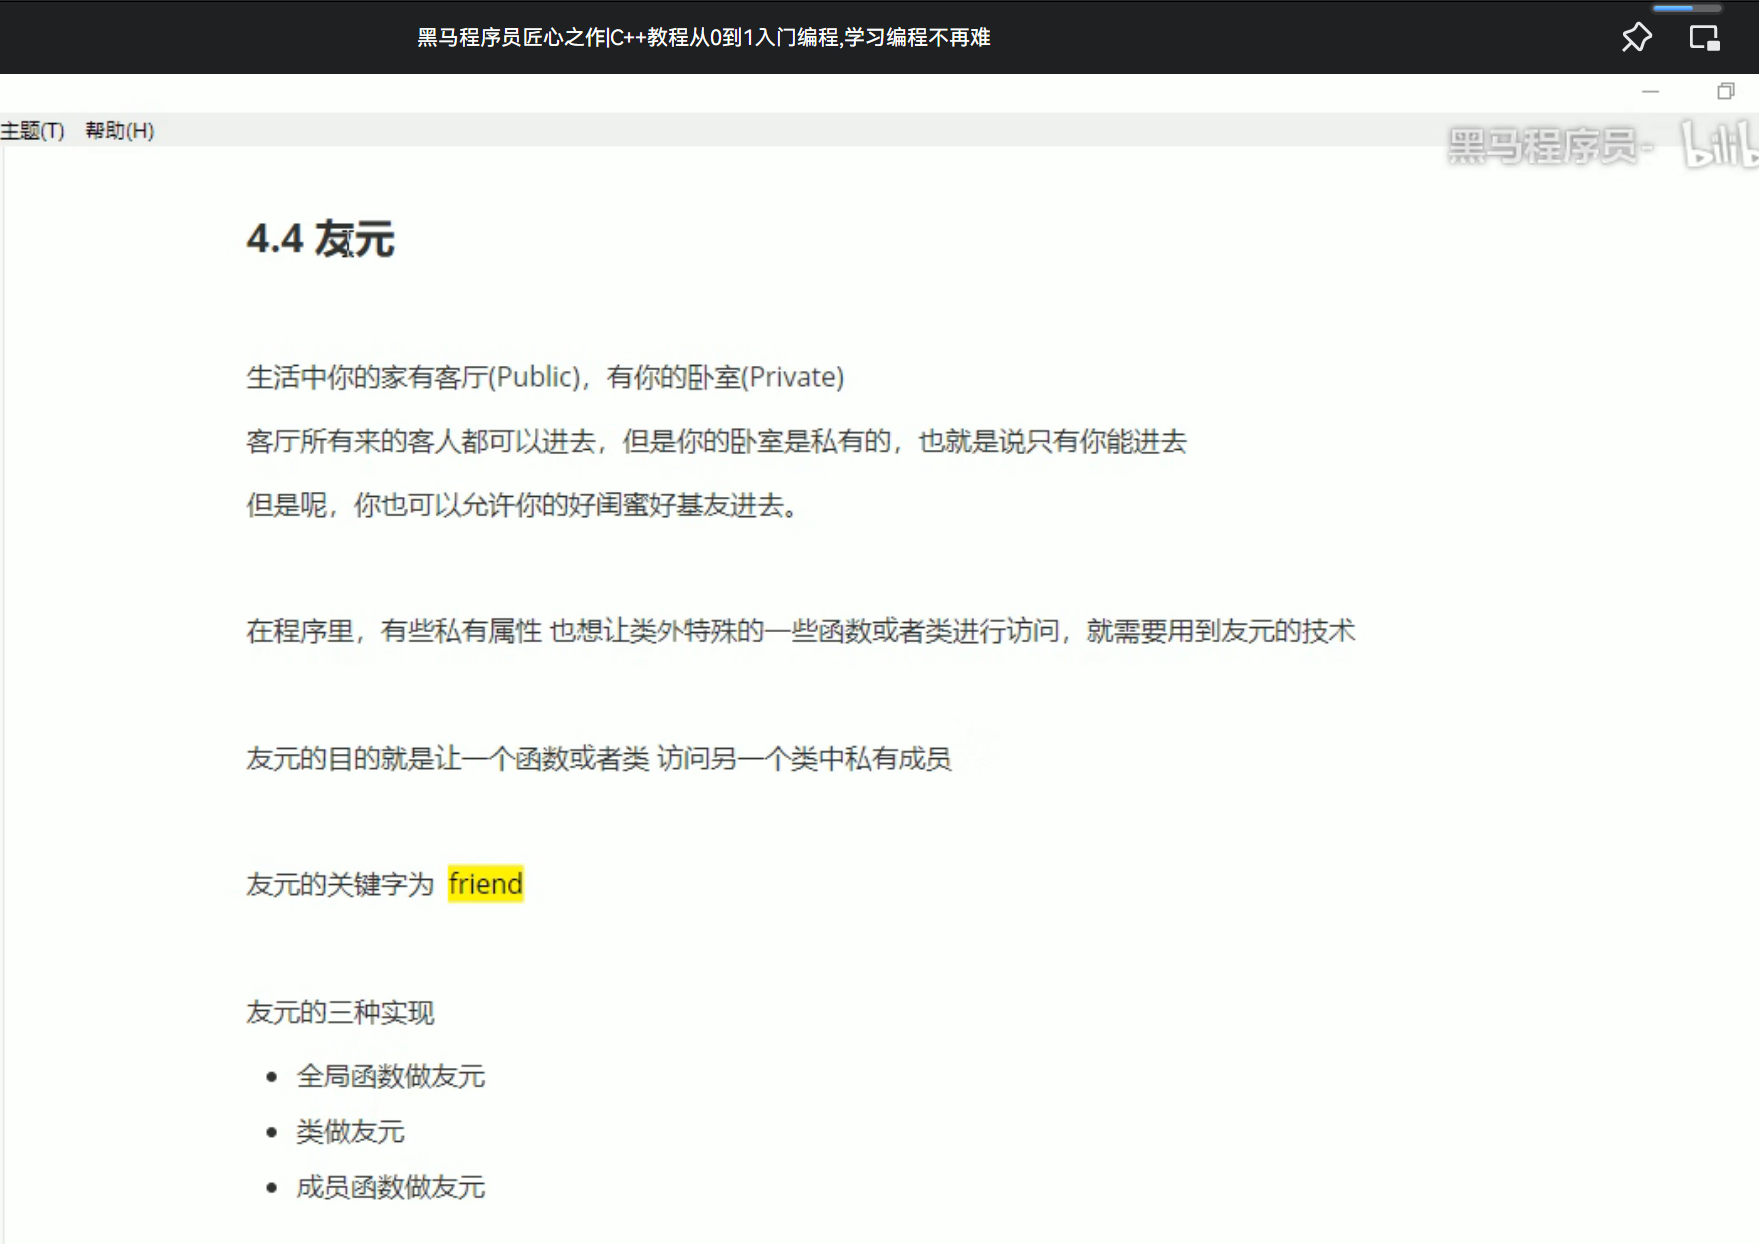 黑马程序员匠心之作|C++教程从0到1入门编程,学习编程不再难
主题(T) 帮助(H)
黑马程序员- bilib
4.4 友元
生活中你的家有客厅(Public)，有你的卧室(Private)
客厅所有来的客人都可以进去，但是你的卧室是私有的，也就是说只有你能进去
但是呢，你也可以允许你的好闺蜜好基友进去。
在程序里，有些私有属性 也想让类外特殊的一些函数或者类进行访问，就需要用到友元的技术
友元的目的就是让一个函数或者类 访问另一个类中私有成员
友元的关键字为 friend
友元的三种实现
• 全局函数做友元
• 类做友元
• 成员函数做友元